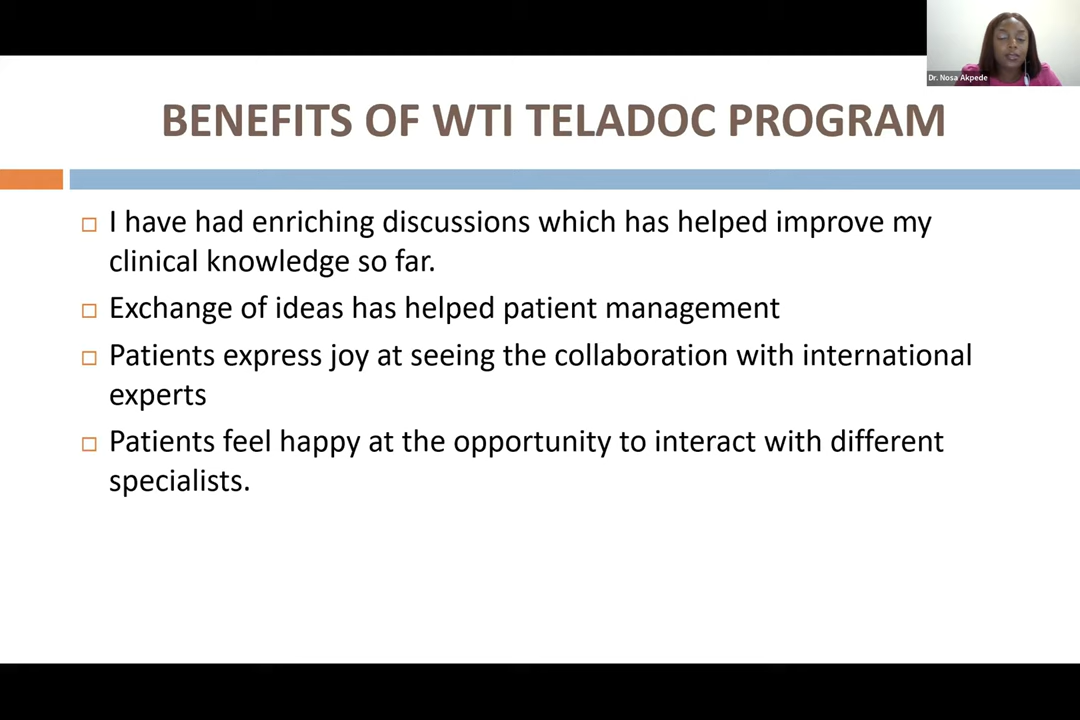 Dr. Nosa Akpede
BENEFITS OF WTI TELADOC PROGRAM
I have had enriching discussions which has helped improve my
clinical knowledge so far.
Exchange of ideas has helped patient management
Patients express joy at seeing the collaboration with international
experts
Patients feel happy at the opportunity to interact with different
specialists.